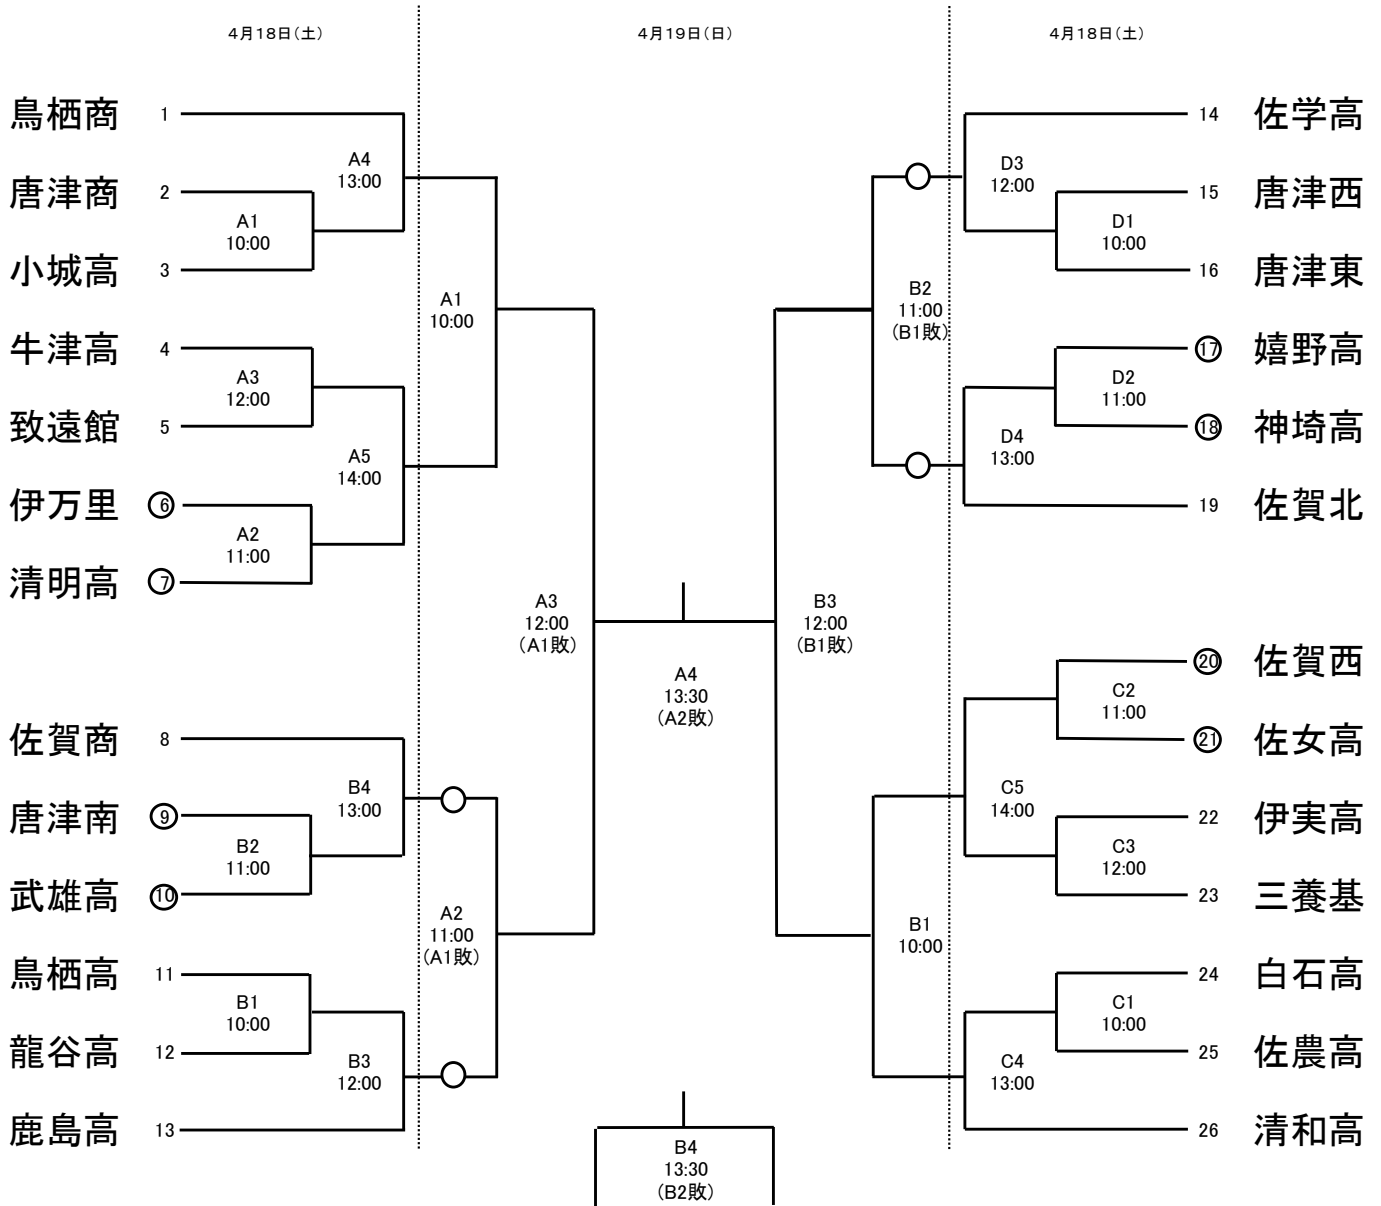 4月18日(土)
4月19日(日)
4月18日(土)
鳥栖商 1
唐津商 2
小城高 3
牛津高 4
致遠館 5
伊万里 ⑥
清明高 ⑦
佐賀商 8
唐津南 ⑨
武雄高 ⑩
鳥栖高 11
龍谷高 12
鹿島高 13
A4
13:00
A1
10:00
A3
12:00
A5
14:00
A2
11:00
B4
13:00
B2
11:00
B1
10:00
B3
12:00
A1
10:00
A2
11:00
(A1敗)
A3
12:00
(A1敗)
A4
13:30
(A2敗)
B4
13:30
(B2敗)
B3
12:00
(B1敗)
B2
11:00
(B1敗)
B1
10:00
D3
12:00
D1
10:00
D2
11:00
D4
13:00
C2
11:00
C5
14:00
C3
12:00
C1
10:00
C4
13:00
14 佐学高
15 唐津西
16 唐津東
⑰ 嬉野高
⑱ 神埼高
19 佐賀北
⑳ 佐賀西
㉑ 佐女高
22 伊実高
23 三養基
24 白石高
25 佐農高
26 清和高